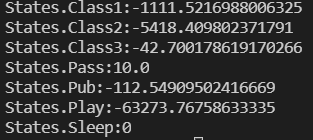 States.Class1:-1111.5216988006325
States.Class2:-5418.409802371791
States.Class3:-42.700178619170266
States.Pass:10.0
States.Pub:-112.54909502416669
States.Play:-63273.76758633335
States.Sleep:0